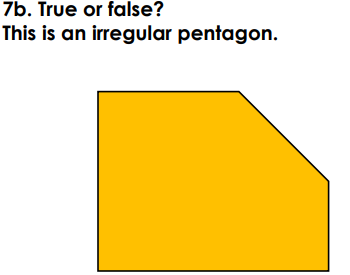 7b. True or false?
This is an irregular pentagon.